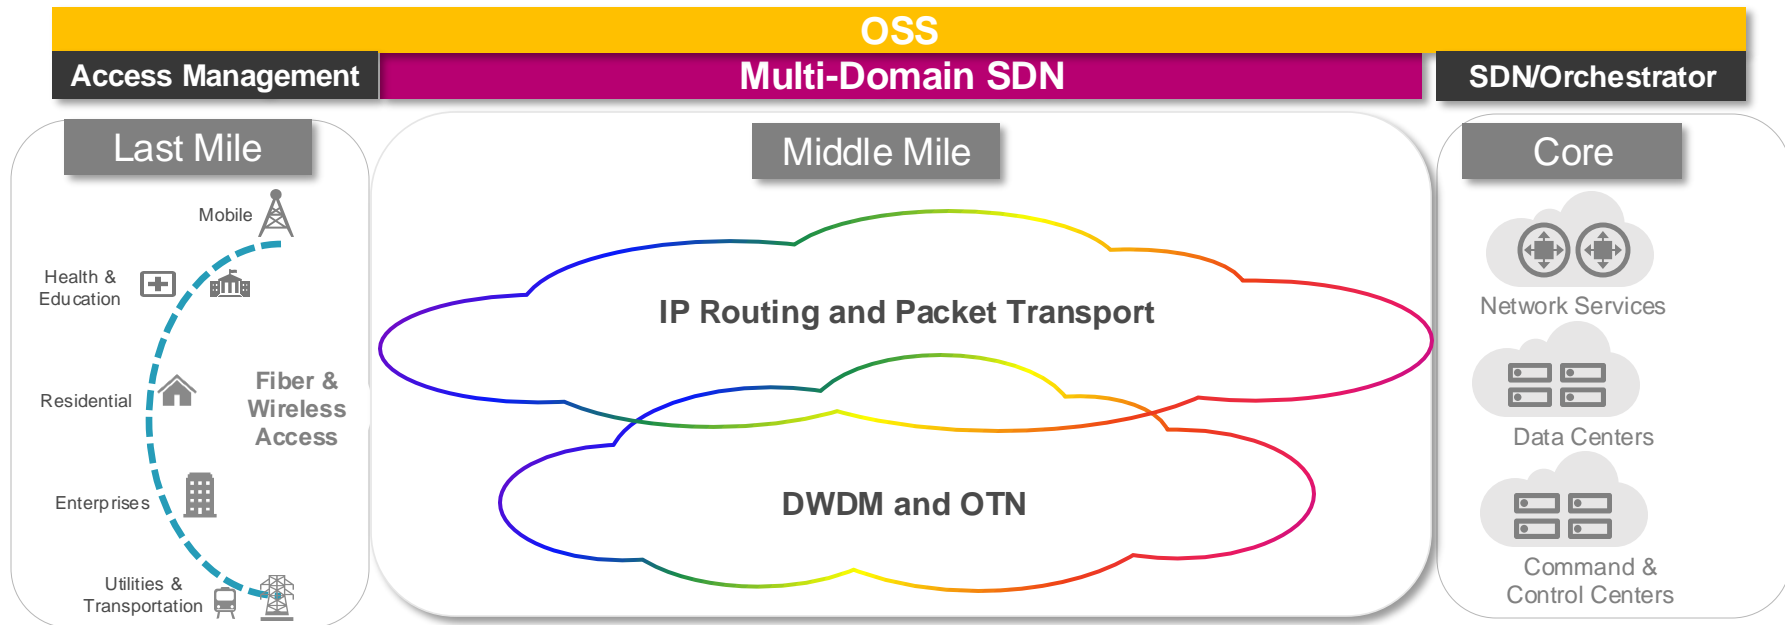 OSS
Access Management
Multi-Domain SDN
SDN/Orchestrator
Last Mile
Mobile
Health &
Education
Residential
Fiber &
Wireless
Access
Enterprises
Utilities &
Transportation
Middle Mile
IP Routing and Packet Transport
DWDM and OTN
Core
Network Services
Data Centers
Command &
Control Centers